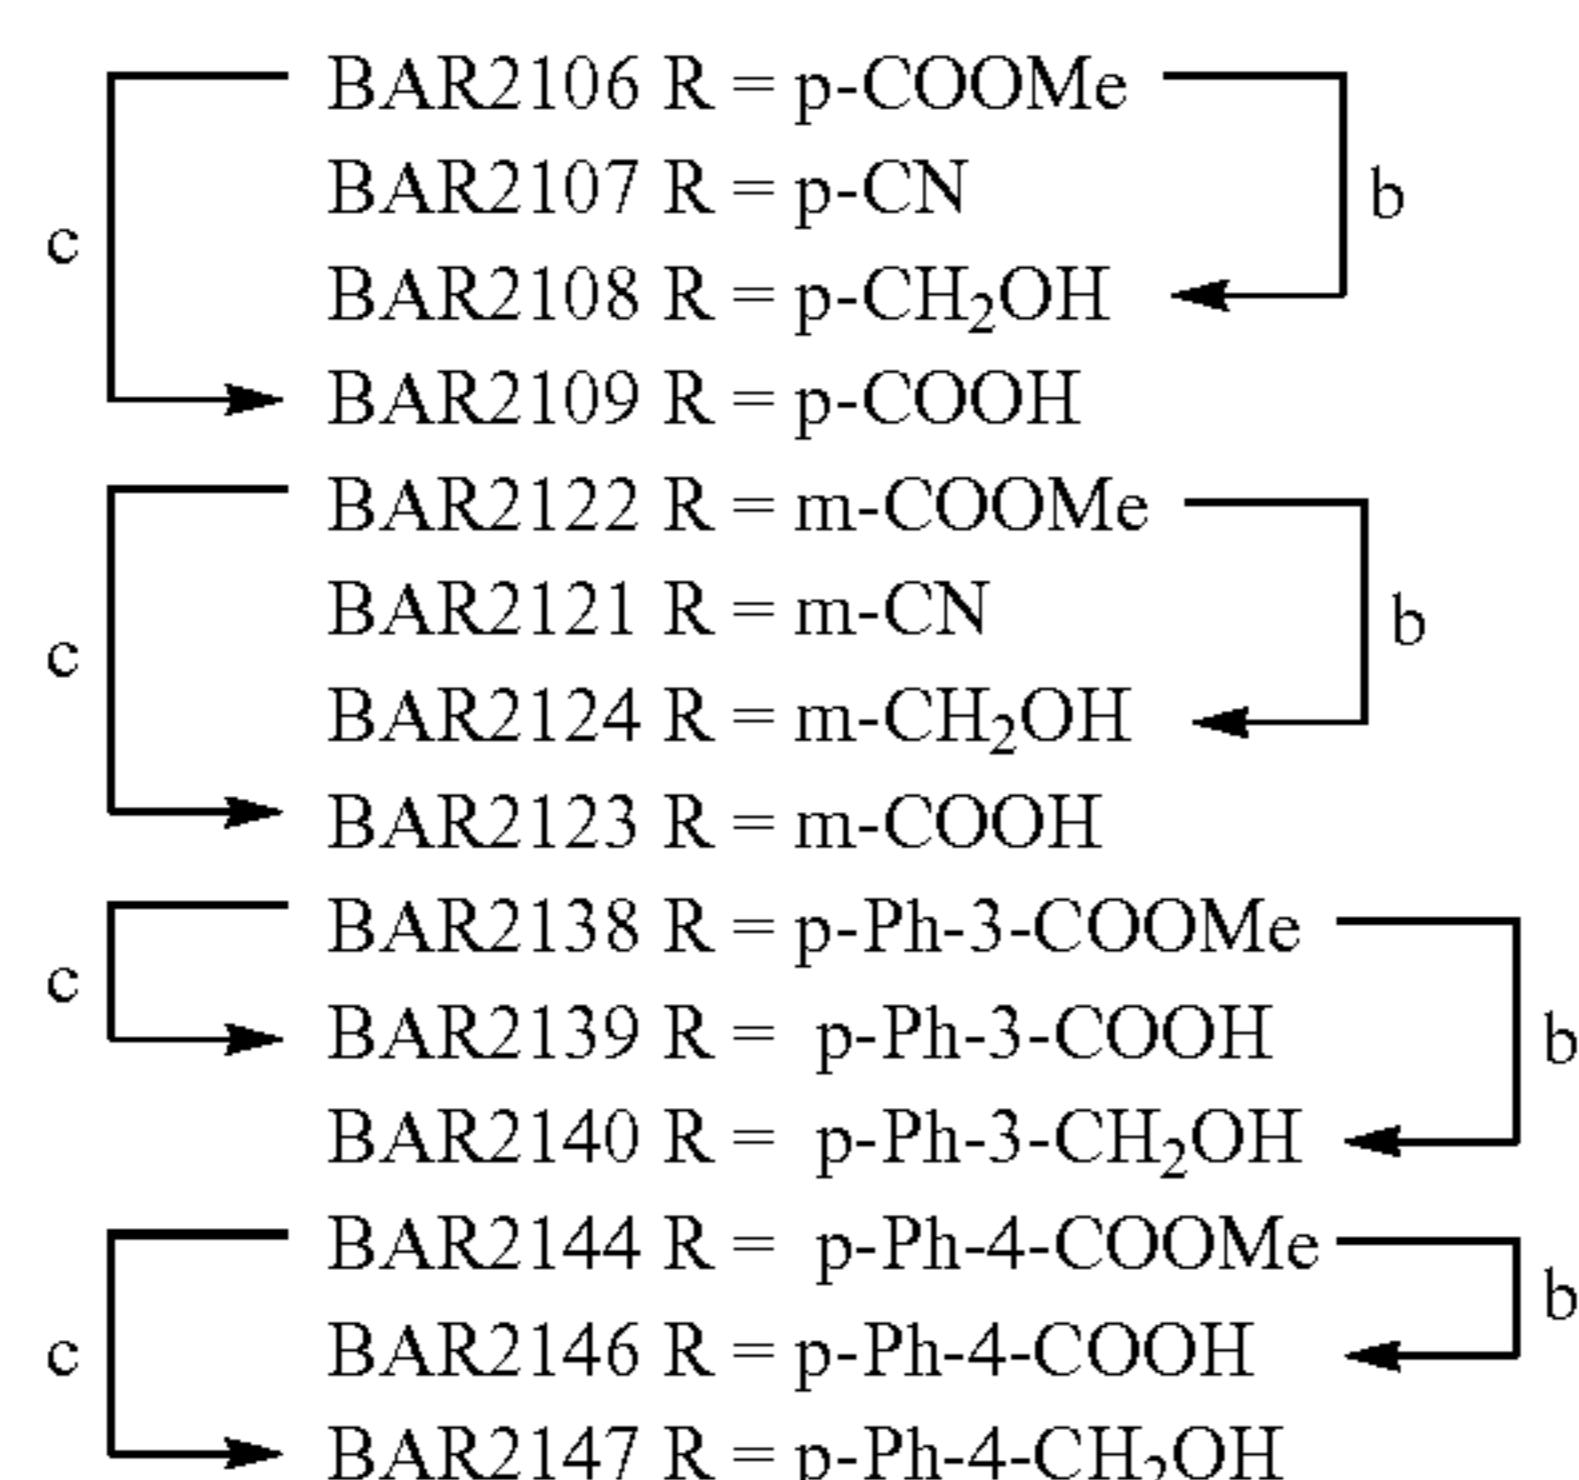 BAR2106 R = p-COOMe
b
BAR2107 R = p-CN
c
BAR2108 R = p-CH₂OH
BAR2109 R = p-COOH
BAR2122 R = m-COOMe
BAR2121 R = m-CN
b
c
BAR2124 R = m-CH₂OH
BAR2123 R = m-COOH
BAR2138 R = p-Ph-3-COOMe
c
BAR2139 R = p-Ph-3-COOH
b
BAR2140 R = p-Ph-3-CH₂OH
BAR2144 R = p-Ph-4-COOMe
b
c
BAR2146 R = p-Ph-4-COOH
BAR2147 R = p-Ph-4-CH₂OH